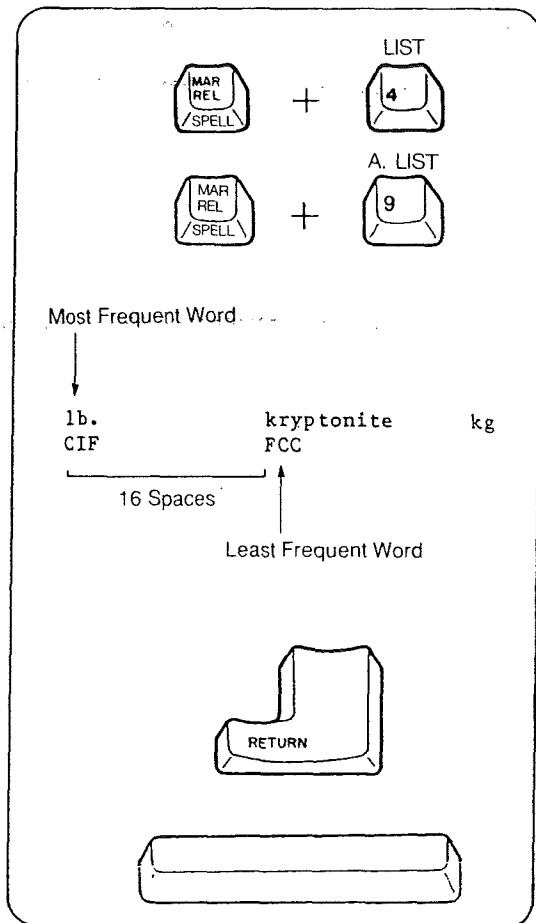 LIST
MAR
REL
SPELL
+
4
A. LIST
MAR
REL
SPELL
+
9
Most Frequent Word
lb. kryptonite kg
CIF FCC
16 Spaces
Least Frequent Word
RETURN